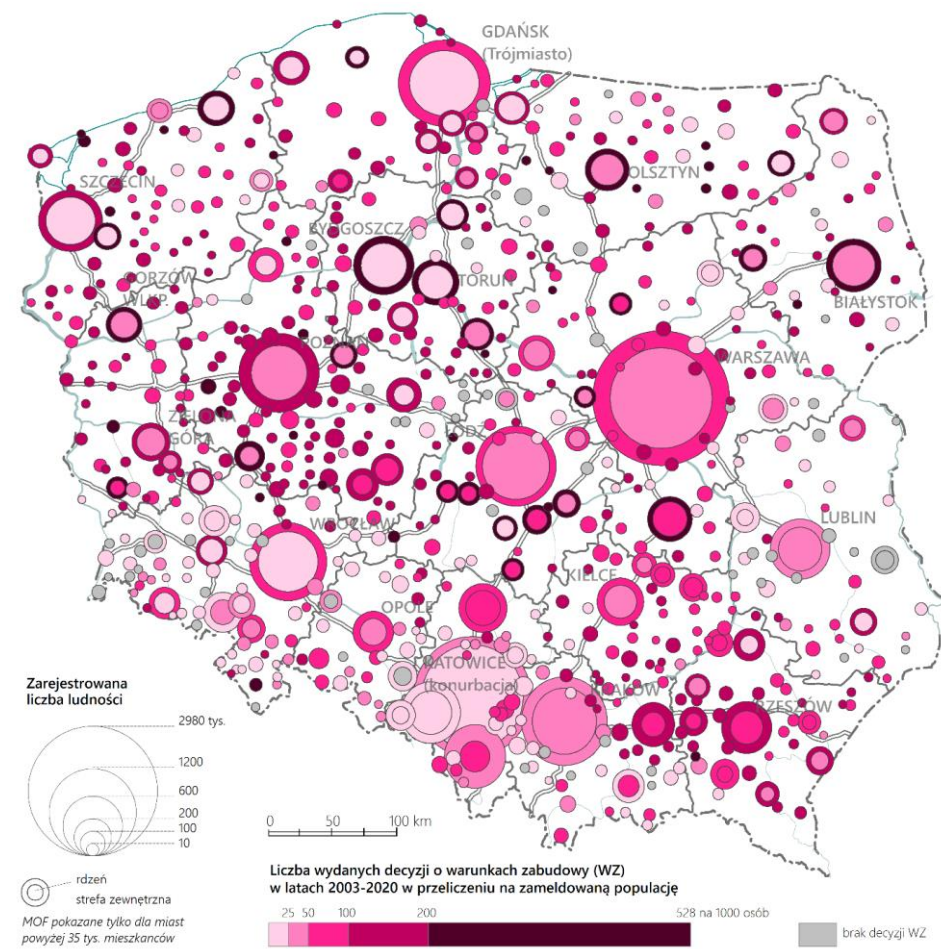 GDAŃSK
(Trójmiasto)
SZCZECIN
OLSZTYN
BYDGOSZCZ
TORUŃ
BIAŁYSTOK
GORZÓW
WLKP.
POZNAŃ
WARSZAWA
ZIELONA
GÓRA
ŁÓDŹ
WROCŁAW
LUBLIN
KIELCE
OPOLE
KATOWICE
(konurbacja)
KRAKÓW
RZESZÓW
Zarejestrowana
liczba ludności
2980 tys.
1200
600
200
100
10
rdzeń
strefa zewnętrzna
MOF pokazane tylko dla miast
powyżej 35 tys. mieszkanców
0 50 100 km
Liczba wydanych decyzji o warunkach zabudowy (WZ)
w latach 2003-2020 w przeliczeniu na zameldowaną populację
25 50 100 200 528 na 1000 osób
brak decyzji WZ